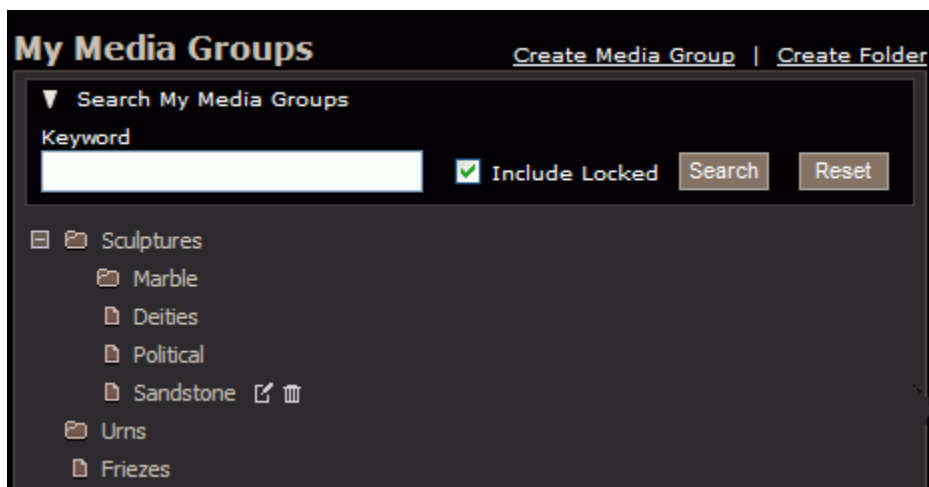 My Media Groups
Create Media Group | Create Folder
Search My Media Groups
Keyword
Include Locked Search Reset
Sculptures
Marble
Deities
Political
Sandstone
Urns
Friezes